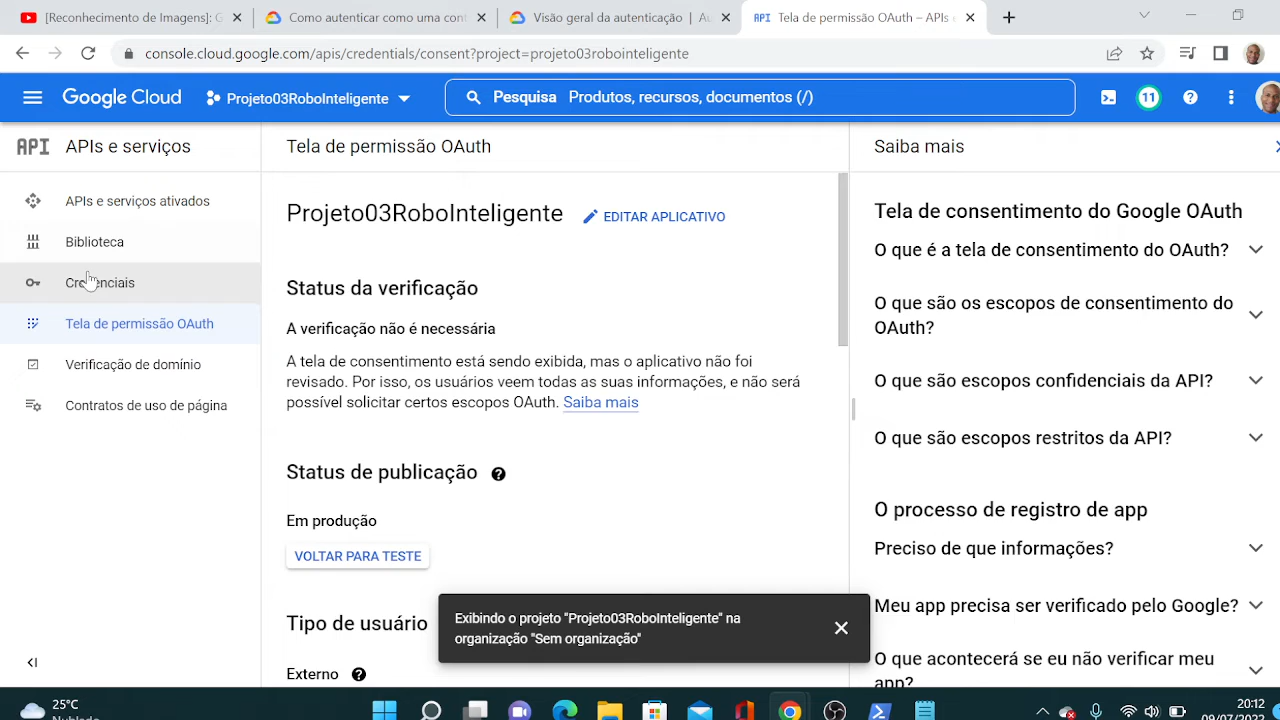 [Reconhecimento de Imagens]: G
Como autenticar como uma cont
Visão geral da autenticação | Au
API Tela de permissão OAuth – APIs e
console.cloud.google.com/apis/credentials/consent?project=projeto03robointeligente
Google Cloud
Projeto03RoboInteligente
Pesquisa Produtos, recursos, documentos (/)
11
API APIs e serviços
Tela de permissão OAuth
Saiba mais
APIs e serviços ativados
Biblioteca
Credenciais
Tela de permissão OAuth
Verificação de domínio
Contratos de uso de página
Projeto03RoboInteligente
EDITAR APLICATIVO
Status da verificação
A verificação não é necessária
A tela de consentimento está sendo exibida, mas o aplicativo não foi
revisado. Por isso, os usuários veem todas as suas informações, e não será
possível solicitar certos escopos OAuth. Saiba mais
Status de publicação
Em produção
VOLTAR PARA TESTE
Tipo de usuário
Externo
Exibindo o projeto "Projeto03RoboInteligente" na
organização "Sem organização"
Tela de consentimento do Google OAuth
O que é a tela de consentimento do OAuth?
O que são os escopos de consentimento do
OAuth?
O que são escopos confidenciais da API?
O que são escopos restritos da API?
O processo de registro de app
Preciso de que informações?
Meu app precisa ser verificado pelo Google?
O que acontecerá se eu não verificar meu
app?
25°C
Nublado
20:12
09/07/2022